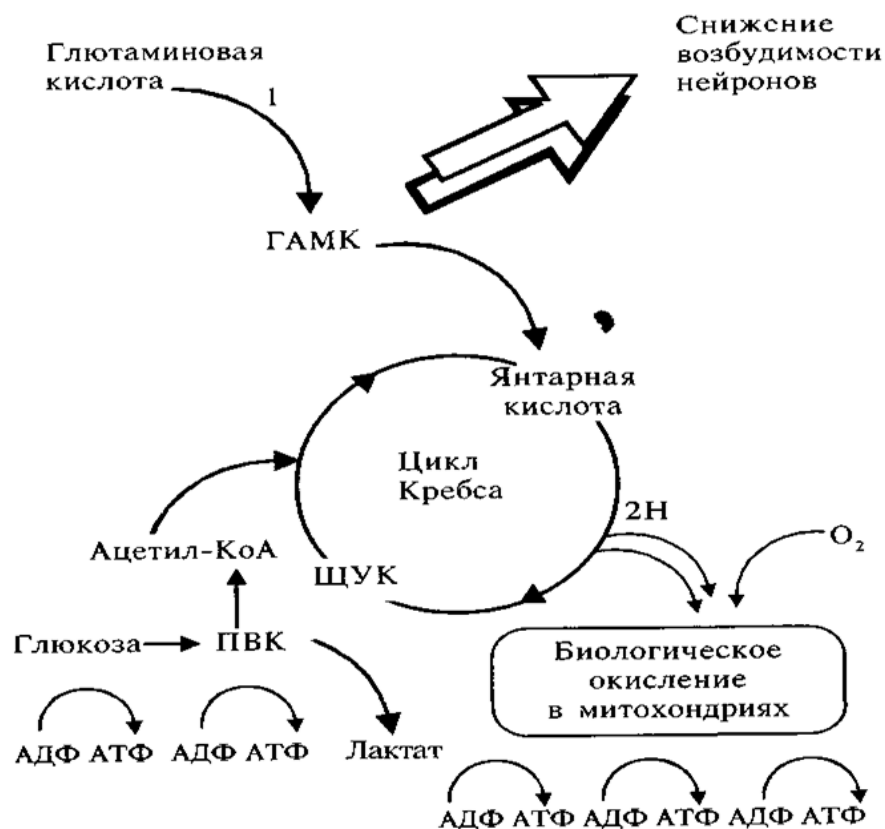 Глютаминовая
кислота
1
Снижение
возбудимости
нейронов
ГАМК
Янтарная
кислота
Цикл
Кребса
2Н
О2
Ацетил-КоА
ЩУК
Глюкоза
ПВК
Биологическое
окисление
в митохондриях
АДФ АТФ АДФ АТФ
Лактат
АДФ АТФ АДФ АТФ АДФ АТФ